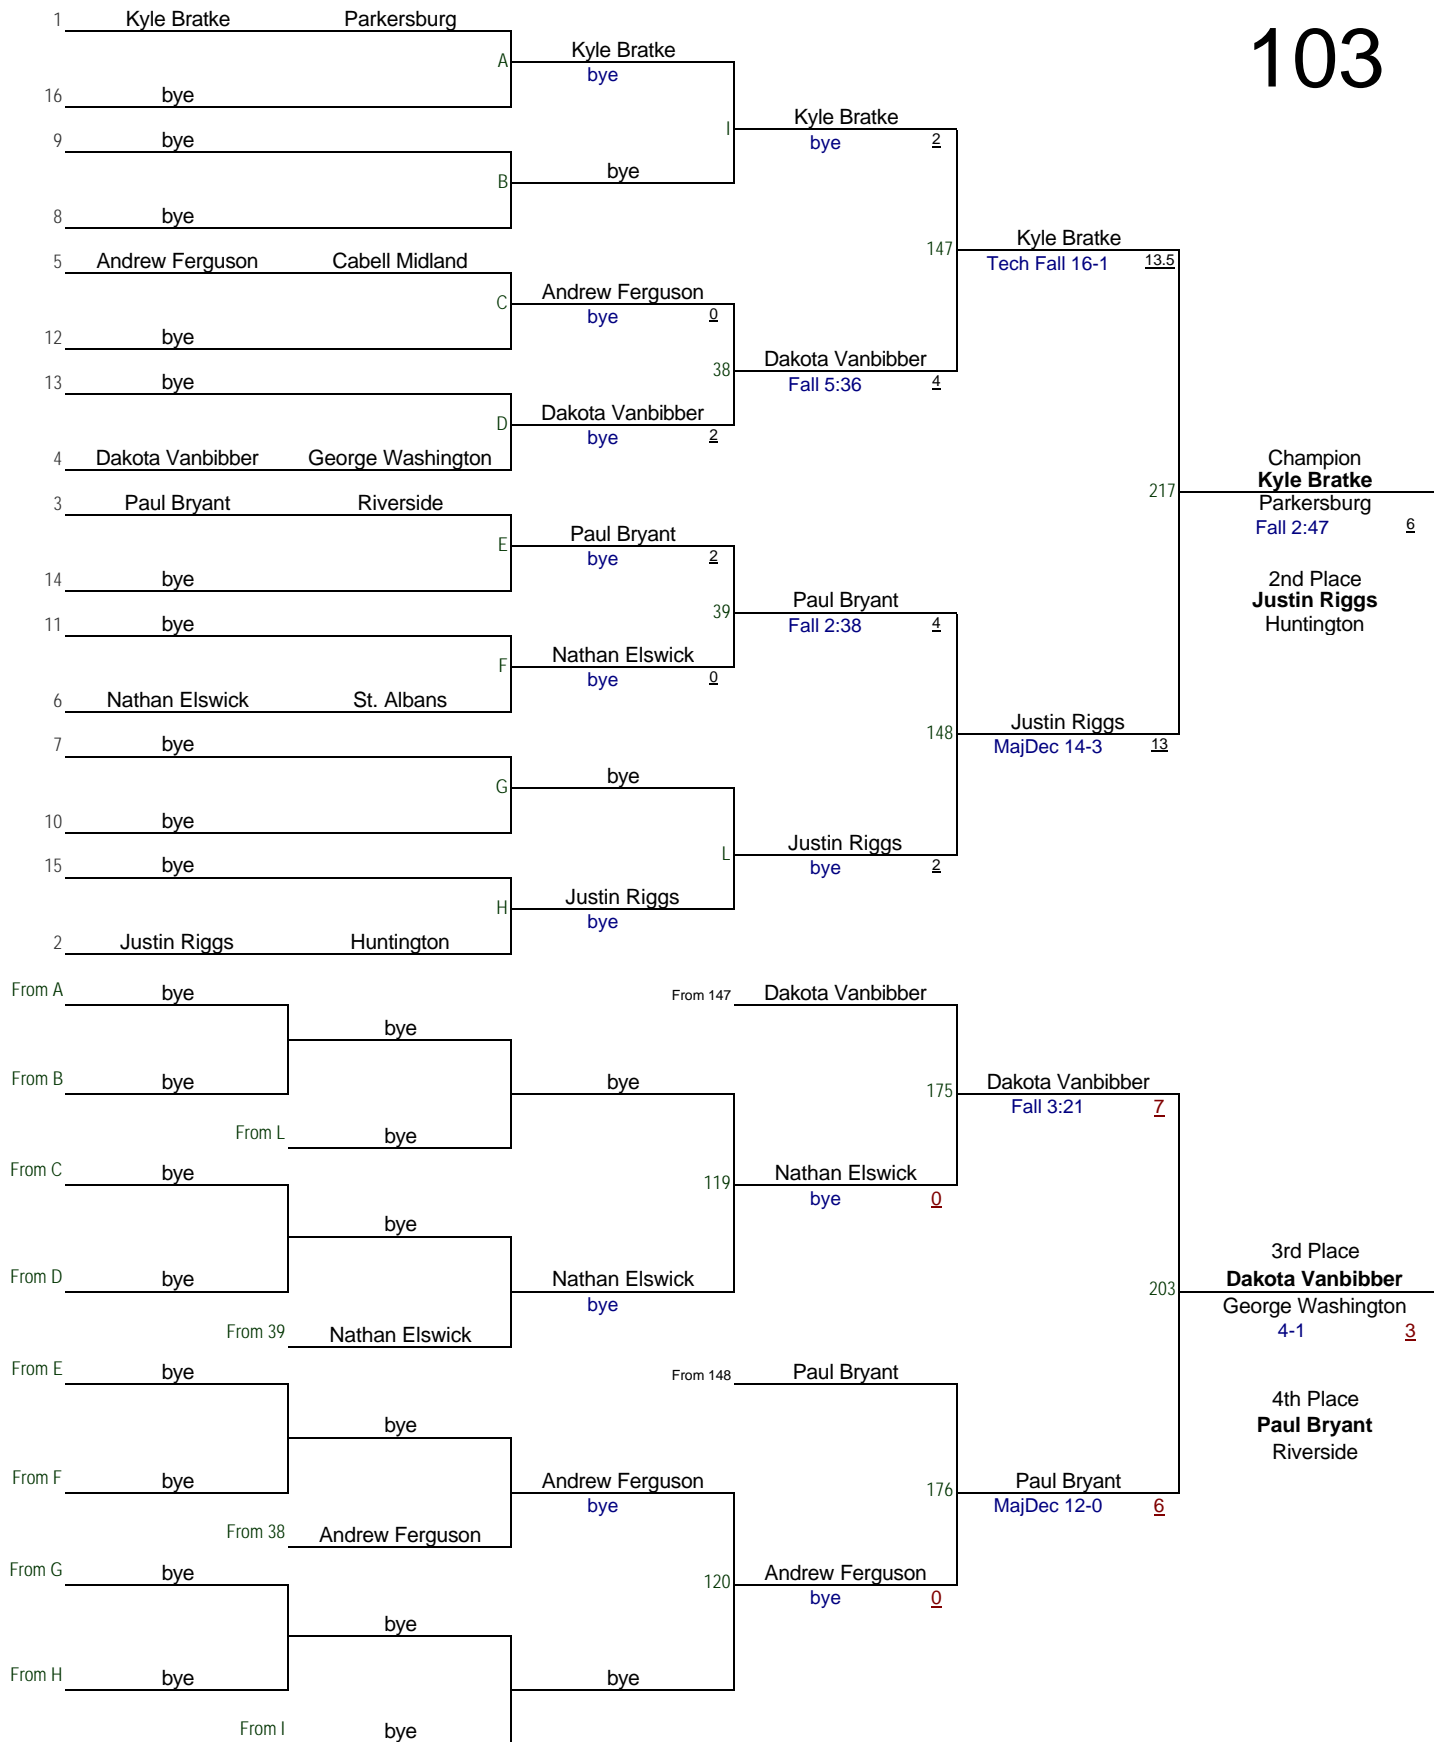 103
1 Kyle Bratke Parkersburg
A Kyle Bratke
bye
16 bye
9 bye
I Kyle Bratke
bye 2
B bye
8 bye
5 Andrew Ferguson Cabell Midland
147 Kyle Bratke
Tech Fall 16-1 13.5
C Andrew Ferguson
bye 0
12 bye
13 bye
38 Dakota Vanbibber
Fall 5:36 4
D Dakota Vanbibber
bye 2
4 Dakota Vanbibber George Washington
Champion
217 Kyle Bratke
Parkersburg
Fall 2:47 6
3 Paul Bryant Riverside
E Paul Bryant
bye 2
14 bye
2nd Place
Justin Riggs
Huntington
39 Paul Bryant
Fall 2:38 4
11 bye
F Nathan Elswick
bye 0
6 Nathan Elswick St. Albans
148 Justin Riggs
MajDec 14-3 13
7 bye
G bye
10 bye
15 bye
L Justin Riggs
bye 2
H Justin Riggs
bye
2 Justin Riggs Huntington
From A bye
From 147 Dakota Vanbibber
bye
From B bye
bye
175 Dakota Vanbibber
Fall 3:21 7
From L bye
From C bye
119 Nathan Elswick
bye 0
bye
From D bye
Nathan Elswick
bye
3rd Place
Dakota Vanbibber
203 George Washington
4-1 3
From 39 Nathan Elswick
From E bye
From 148 Paul Bryant
4th Place
Paul Bryant
Riverside
bye
From F bye
Andrew Ferguson
bye
176 Paul Bryant
MajDec 12-0 6
From 38 Andrew Ferguson
From G bye
120 Andrew Ferguson
bye 0
bye
From H bye
bye
From I bye